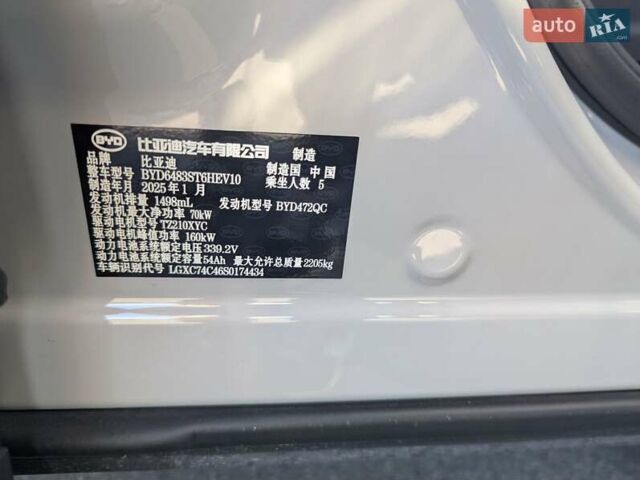 auto RIA.com
BYD 比亚迪汽车有限公司 制造
品牌 比亚迪 制造国 中国
整车型号 BYD6483ST6HEV10 乘坐人数 5
制造年月 2025年1月
发动机排量 1498mL 发动机型号 BYD472QC
发动机最大净功率 70kW
驱动电机型号 TZ210XYC
驱动电机峰值功率 160kW
动力电池系统额定电压 339.2V
动力电池系统额定容量 54Ah 最大允许总质量 2205kg
车辆识别代号 LGXC74C46S0174434